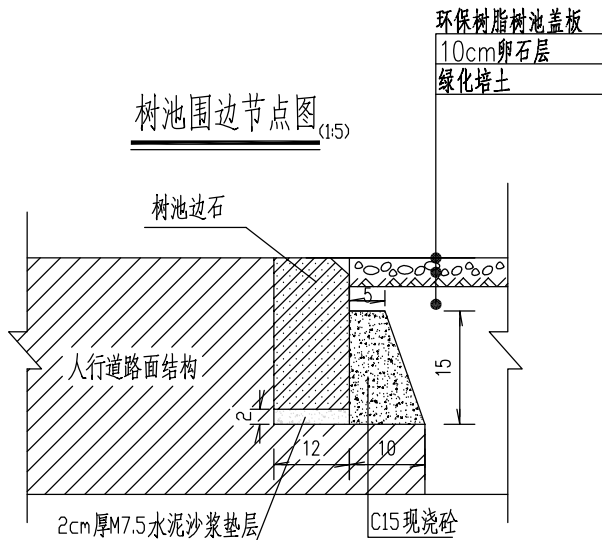 环保树脂树池盖板
10cm卵石层
绿化培土
树池围边节点图(1:5)
树池边石
5
人行道路面结构
15
2
12
10
2cm厚M7.5水泥沙浆垫层
C15现浇砼